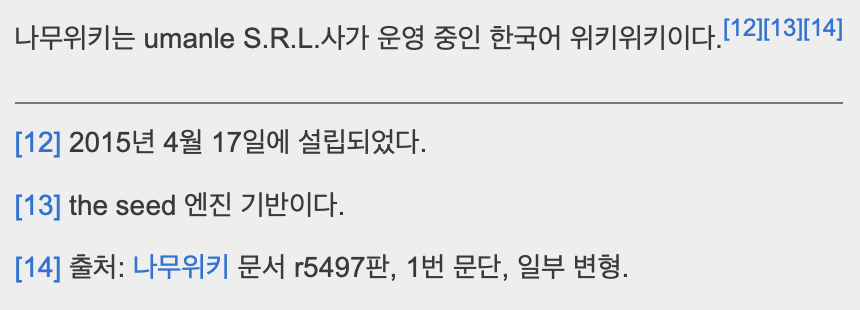 나무위키는 umanle S.R.L.사가 운영 중인 한국어 위키위키이다.[12][13][14]
[12] 2015년 4월 17일에 설립되었다.
[13] the seed 엔진 기반이다.
[14] 출처: 나무위키 문서 r5497판, 1번 문단, 일부 변형.